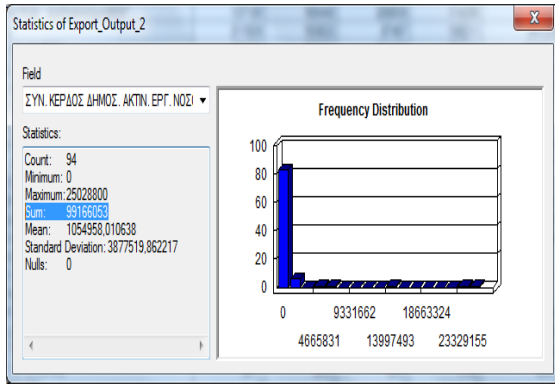 Statistics of Export_Output_2
Field
ΣΥΝ. ΚΕΡΔΟΣ ΔΗΜΟΣ. ΑΚΤΙΝ. ΕΡΓ. ΝΟΣ
Statistics:
Count: 94
Minimum: 0
Maximum: 25028800
Sum: 99166053
Mean: 1054958,010638
Standard Deviation: 3877519,862217
Nulls: 0
Frequency Distribution
100
80
60
40
20
0
0 9331662 18663324
4665831 13997493 23329155